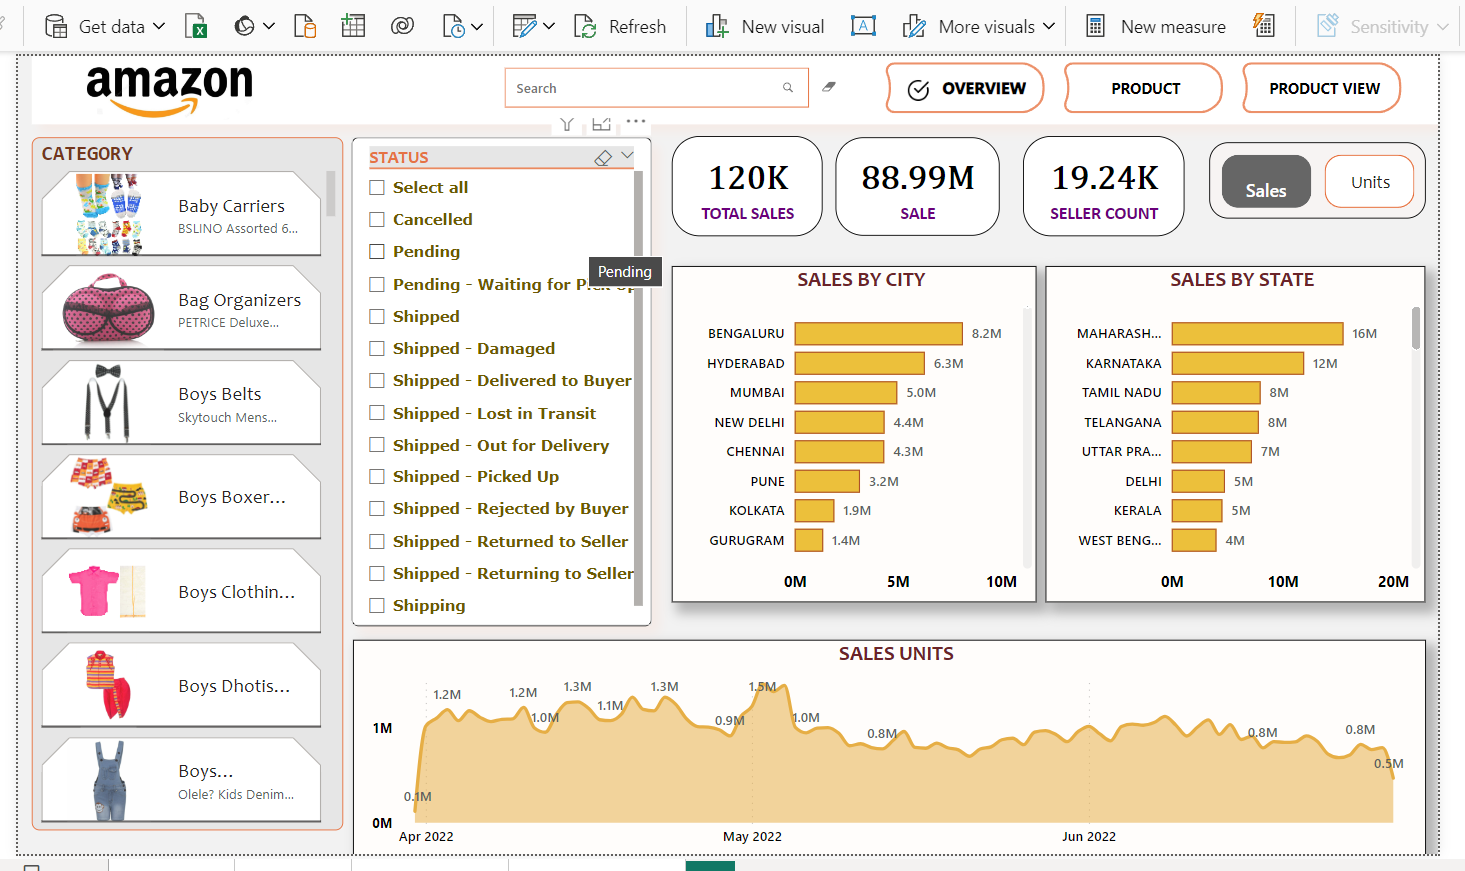 Get data
Refresh
New visual
More visuals
New measure
Sensitivity
amazon
Search
OVERVIEW
PRODUCT
PRODUCT VIEW
CATEGORY
Baby Carriers
BSLINO Assorted 6...
Bag Organizers
PETRICE Deluxe...
Boys Belts
Skytouch Mens...
Boys Boxer...
Boys Clothin...
Boys Dhotis...
Boys...
Olele? Kids Denim...
STATUS
Select all
Cancelled
Pending
Pending - Waiting for Pick Up
Shipped
Shipped - Damaged
Shipped - Delivered to Buyer
Shipped - Lost in Transit
Shipped - Out for Delivery
Shipped - Picked Up
Shipped - Rejected by Buyer
Shipped - Returned to Seller
Shipped - Returning to Seller
Shipping
Pending
120K
TOTAL SALES
88.99M
SALE
19.24K
SELLER COUNT
Sales
Units
SALES BY CITY
BENGALURU 8.2M
HYDERABAD 6.3M
MUMBAI 5.0M
NEW DELHI 4.4M
CHENNAI 4.3M
PUNE 3.2M
KOLKATA 1.9M
GURUGRAM 1.4M
0M 5M 10M
SALES BY STATE
MAHARASH... 16M
KARNATAKA 12M
TAMIL NADU 8M
TELANGANA 8M
UTTAR PRA... 7M
DELHI 5M
KERALA 5M
WEST BENG... 4M
0M 10M 20M
SALES UNITS
1M
0M
0.1M
1.2M
1.2M
1.0M
1.3M
1.1M
1.3M
0.9M
1.5M
1.0M
0.8M
0.8M
0.8M
0.5M
Apr 2022 May 2022 Jun 2022